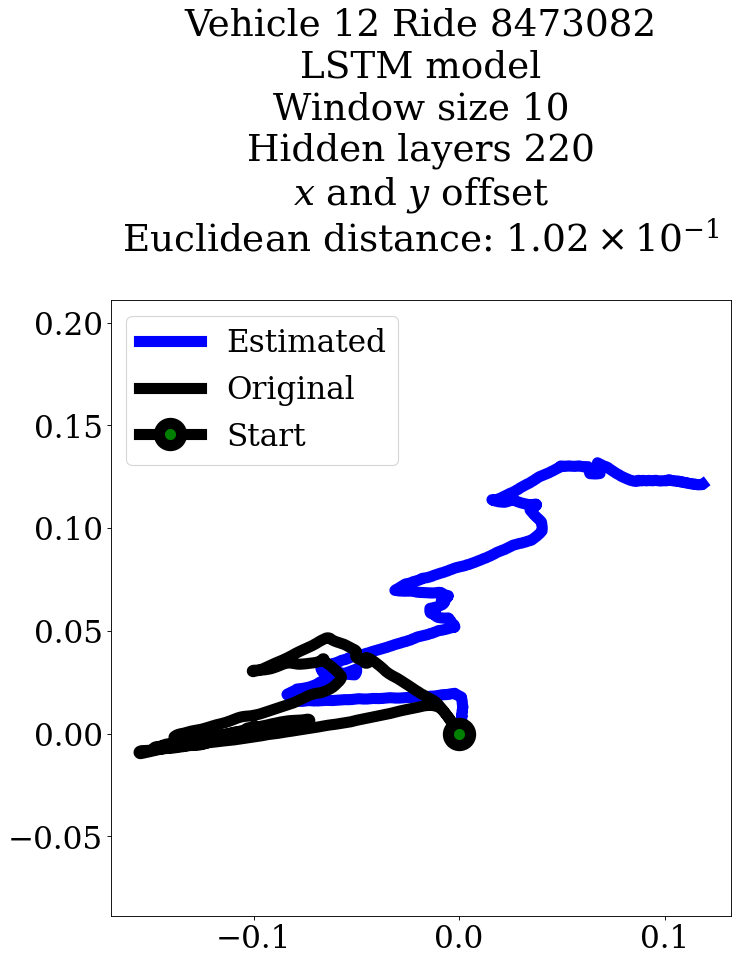 Vehicle 12 Ride 8473082
LSTM model
Window size 10
Hidden layers 220
x and y offset
Euclidean distance: 1.02 × 10⁻¹
Estimated
Original
Start
0.20
0.15
0.10
0.05
0.00
−0.05
−0.1
0.0
0.1